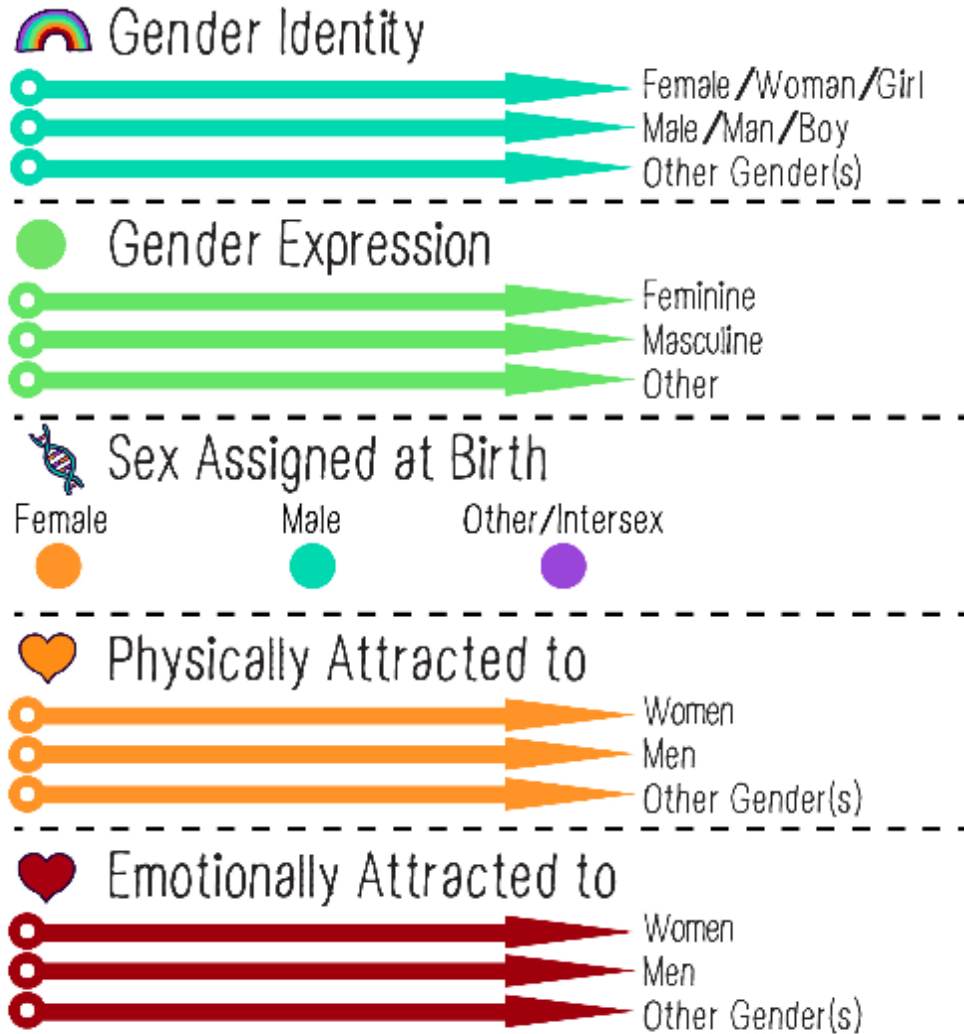 Gender Identity
Female/Woman/Girl
Male/Man/Boy
Other Gender(s)
Gender Expression
Feminine
Masculine
Other
Sex Assigned at Birth
Female Male Other/Intersex
Physically Attracted to
Women
Men
Other Gender(s)
Emotionally Attracted to
Women
Men
Other Gender(s)